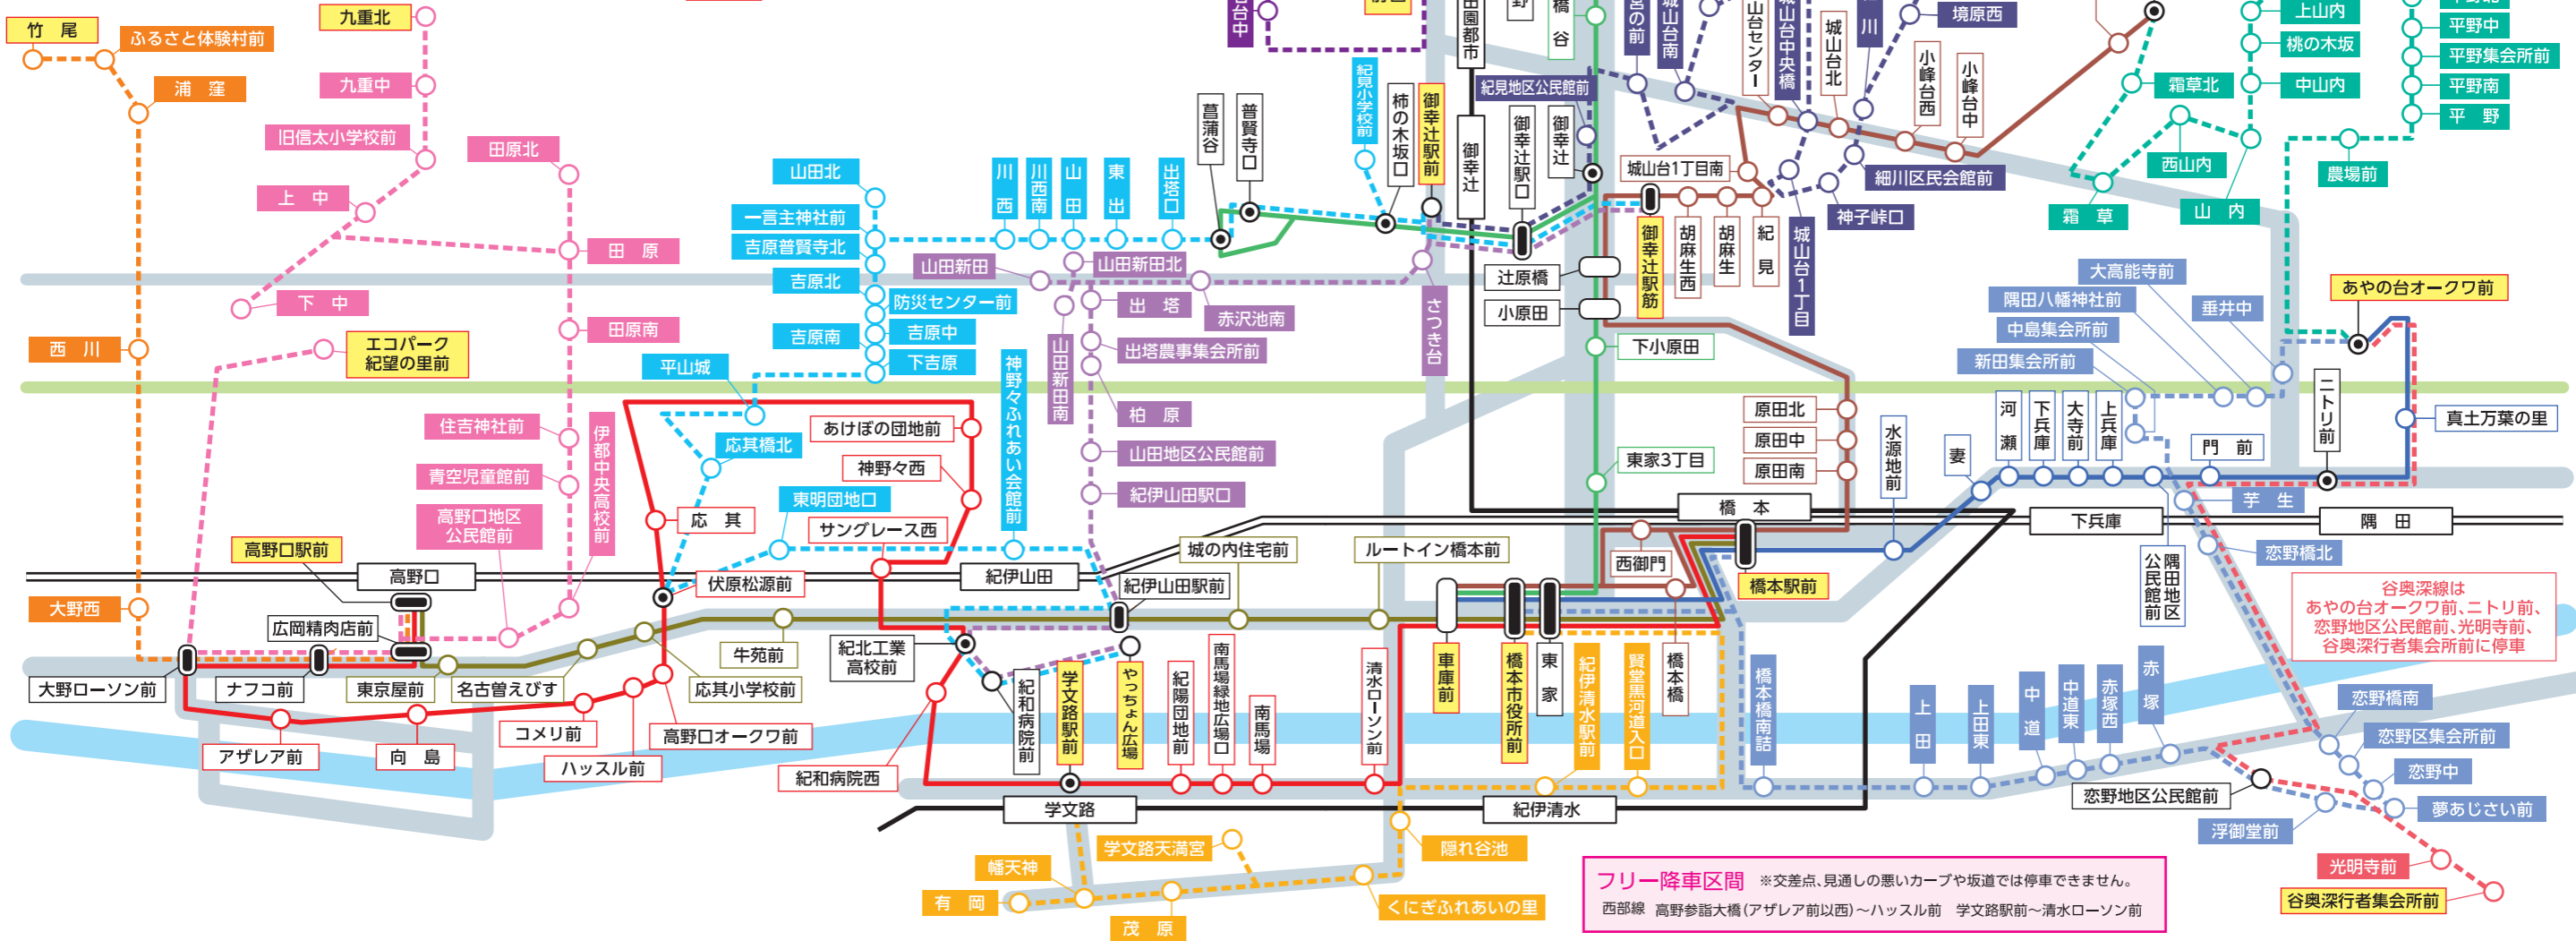 竹 尾
ふるさと体験村前
浦 窪
西 川
大野西
九重北
九重中
旧信太小学校前
上 中
下 中
田原北
田 原
田原南
エコパーク
紀望の里前
住吉神社前
青空児童館前
高野口地区
公民館前
伊都中央高校前
高野口駅前
高野口
広岡精肉店前
大野ローソン前
ナフコ前
東京屋前
名古曽えびす
牛苑前
応其小学校前
アザレア前
向 島
コメリ前
ハッスル前
高野口オークワ前
伏原松源前
応 其
平山城
応其橋北
東明団地口
山田北
一言主神社前
吉原普賢寺北
吉原北
防災センター前
吉原南
吉原中
下吉原
神野々ふれあい会館前
あけぼの団地前
神野々西
サングレース西
紀伊山田
紀伊山田駅前
紀北工業
高校前
紀和病院西
紀和病院前
学文路駅前
やっちょん広場
紀陽団地前
南馬場緑地広場口
南馬場
清水ローソン前
学文路
紀伊清水
川西
川西南
山田
東出
出塔口
菖蒲谷
普賢寺口
紀見小学校前
柿の木坂口
御幸辻駅前
御幸辻
御幸辻駅口
御幸辻
紀見地区公民館前
山田新田
山田新田北
出 塔
赤沢池南
出塔農事集会所前
山田新田南
柏 原
山田地区公民館前
紀伊山田駅口
さつき台
台中
田園都市
野
橋谷
宮の前
城山台南
山台センター
城山台中央橋
城山台北
川
境原西
小峰台西
小峰台中
城山台1丁目南
細川区民会館前
神子峠口
城山台1丁目
御幸辻駅筋
胡麻生西
胡麻生
紀見
辻原橋
小原田
下小原田
東家3丁目
原田北
原田中
原田南
水源地前
橋 本
橋本駅前
西御門
城の内住宅前
ルートイン橋本前
車庫前
橋本市役所前
東家
紀伊清水駅前
賢堂黒河道入口
橋本橋
橋本橋南詰
上田
上田東
中道
中道東
赤塚西
赤塚
上山内
桃の木坂
中山内
霜草北
西山内
霜 草
山 内
平野中
平野集会所前
平野南
平 野
農場前
大高能寺前
隅田八幡神社前
中島集会所前
新田集会所前
垂井中
あやの台オークワ前
妻
河瀬
下兵庫
大寺前
上兵庫
門 前
ニトリ前
真土万葉の里
芋 生
下兵庫
隅 田
隅田地区
公民館前
恋野橋北
谷奥深線は
あやの台オークワ前、ニトリ前、
恋野地区公民館前、光明寺前、
谷奥深行者集会所前に停車
恋野橋南
恋野区集会所前
恋野中
夢あじさい前
恋野地区公民館前
浮御堂前
光明寺前
谷奥深行者集会所前
学文路天満宮
幡天神
有 岡
茂 原
隠れ谷池
くにぎふれあいの里
フリー降車区間 ※交差点、見通しの悪いカーブや坂道では停車できません。
西部線 高野参詣大橋(アザレア前以西)～ハッスル前 学文路駅前～清水ローソン前